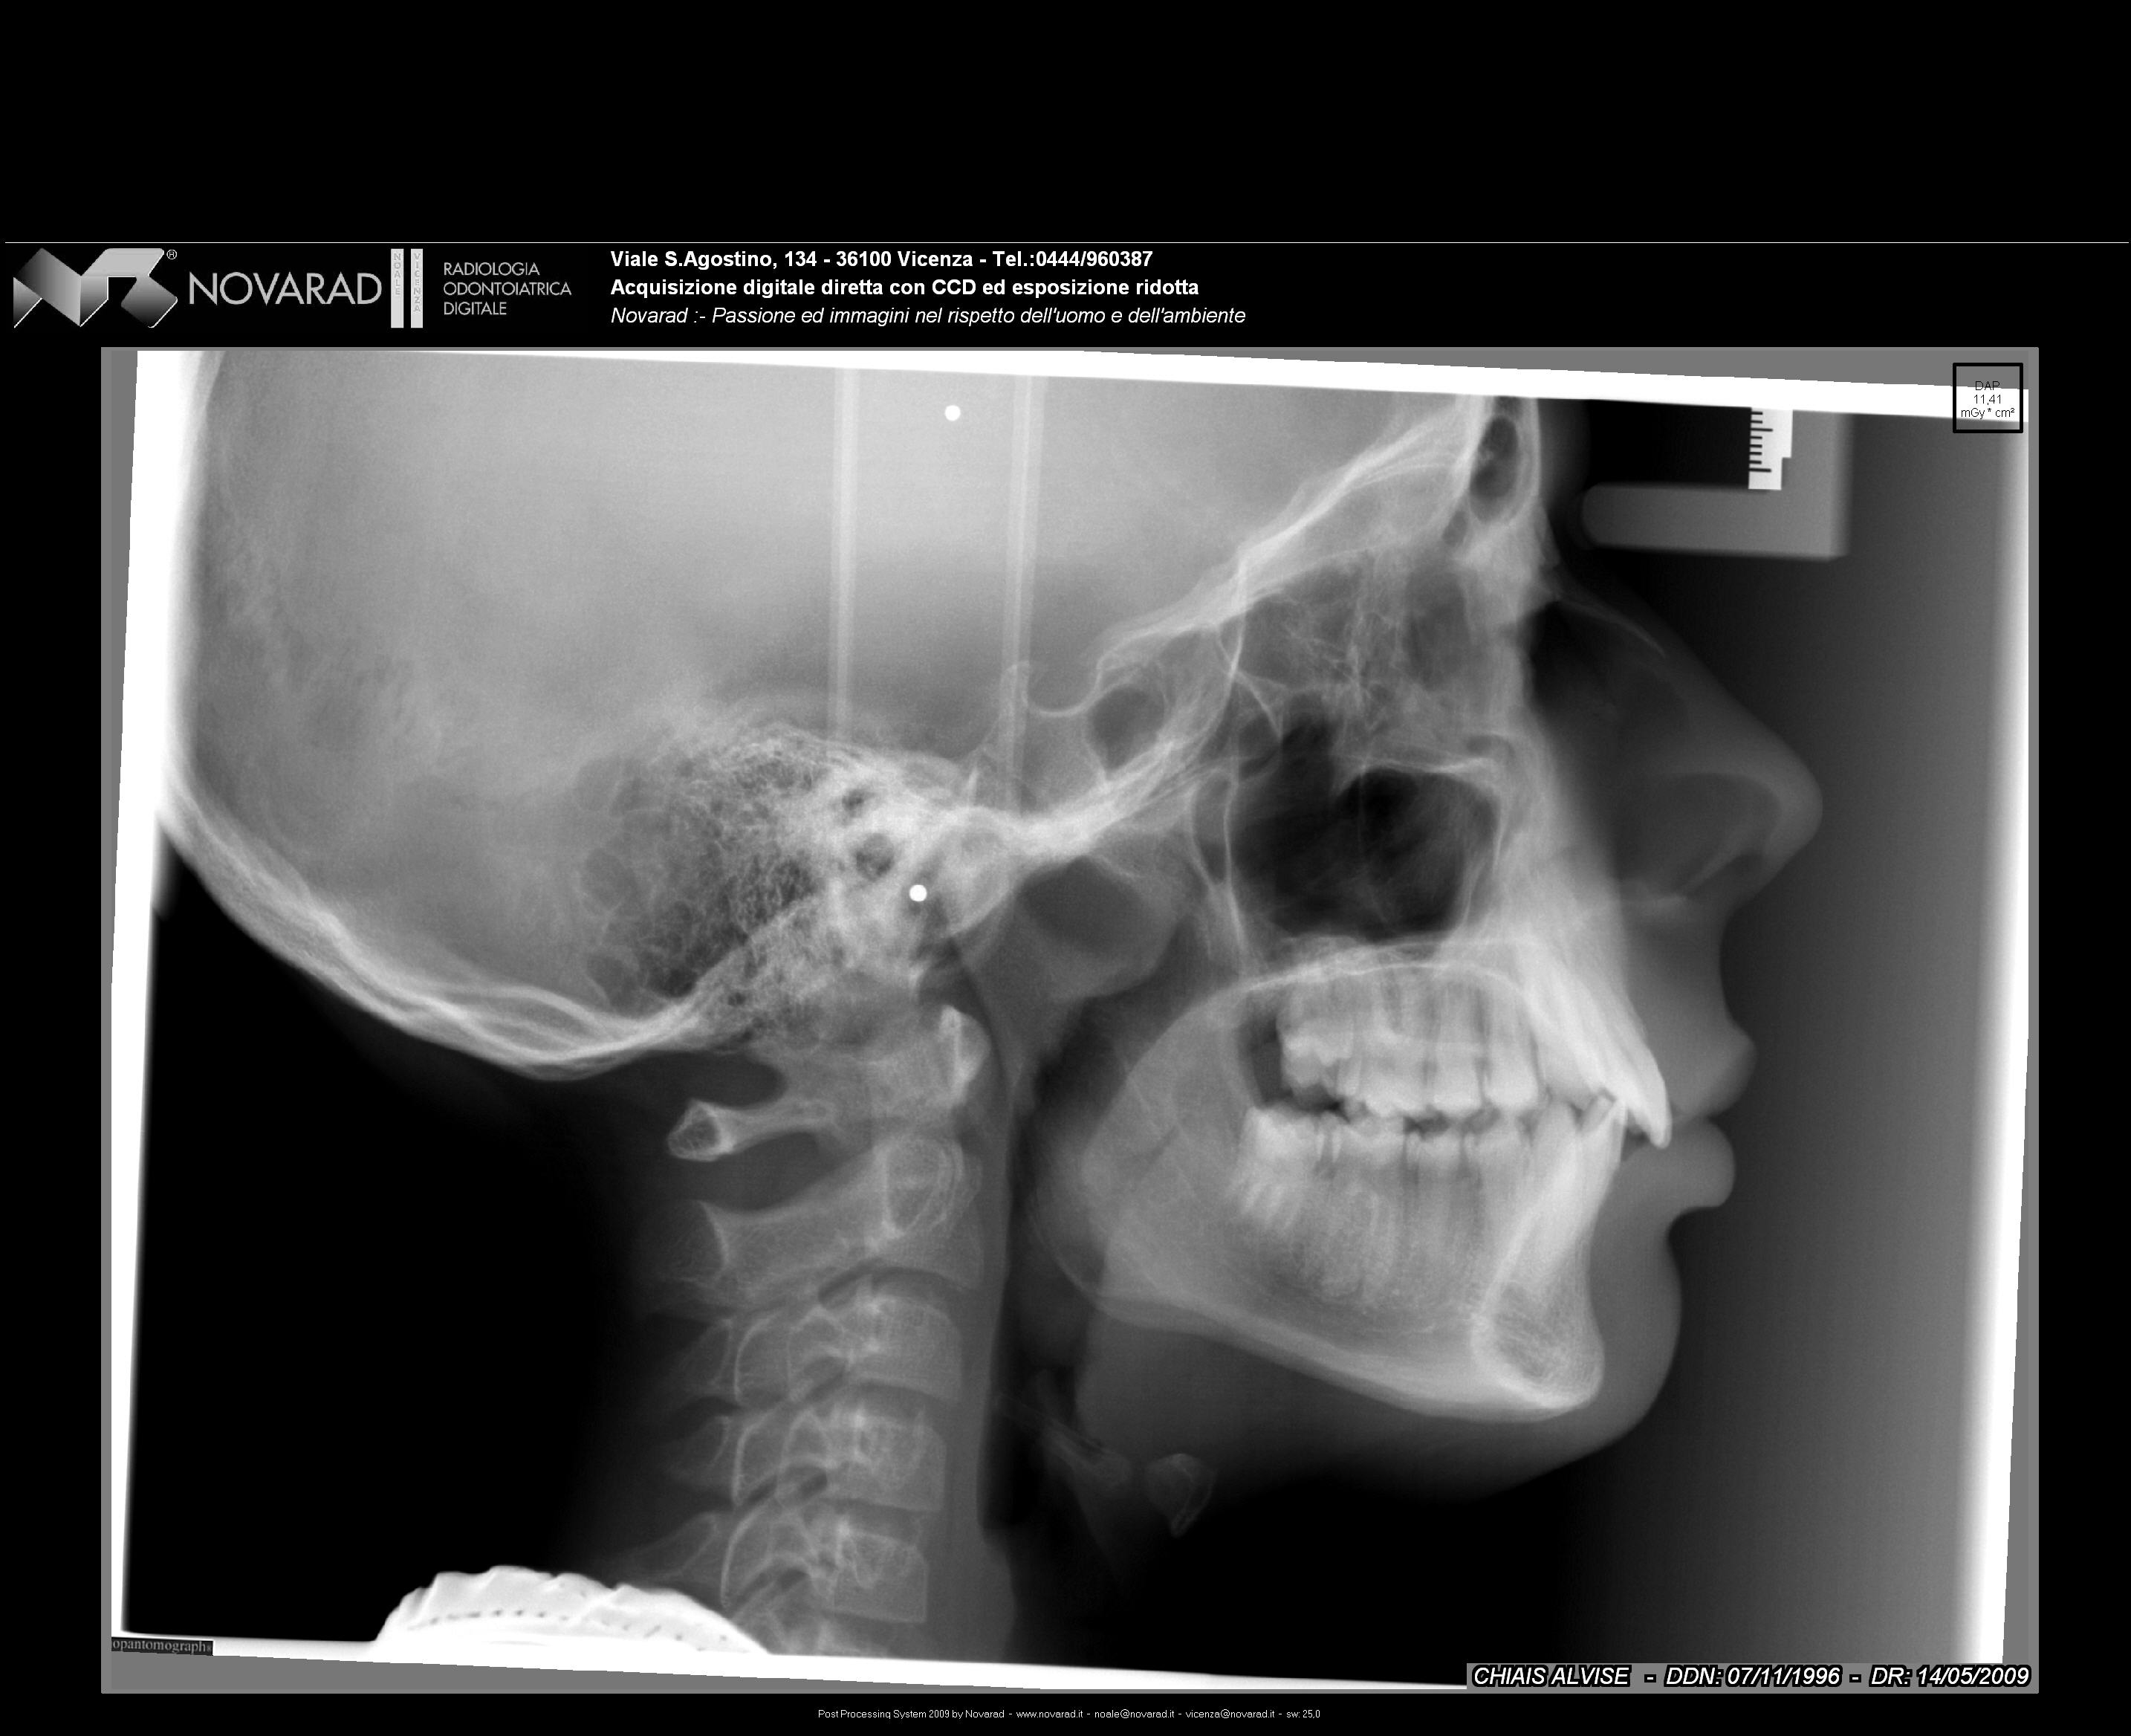 Viale S.Agostino, 134 - 36100 Vicenza - Tel.:0444/960387
NOVARAD®
NOALE
VICENZA
RADIOLOGIA
ODONTOIATRICA
DIGITALE
Acquisizione digitale diretta con CCD ed esposizione ridotta
Novarad :- Passione ed immagini nel rispetto dell'uomo e dell'ambiente
DAP
11,41
mGy * cm²
opantomograph
CHIAIS ALVISE - DDN: 07/11/1996 - DR: 14/05/2009
Post Processing System 2009 by Novarad - www.novarad.it - noale@novarad.it - vicenza@novarad.it - sw: 25,0